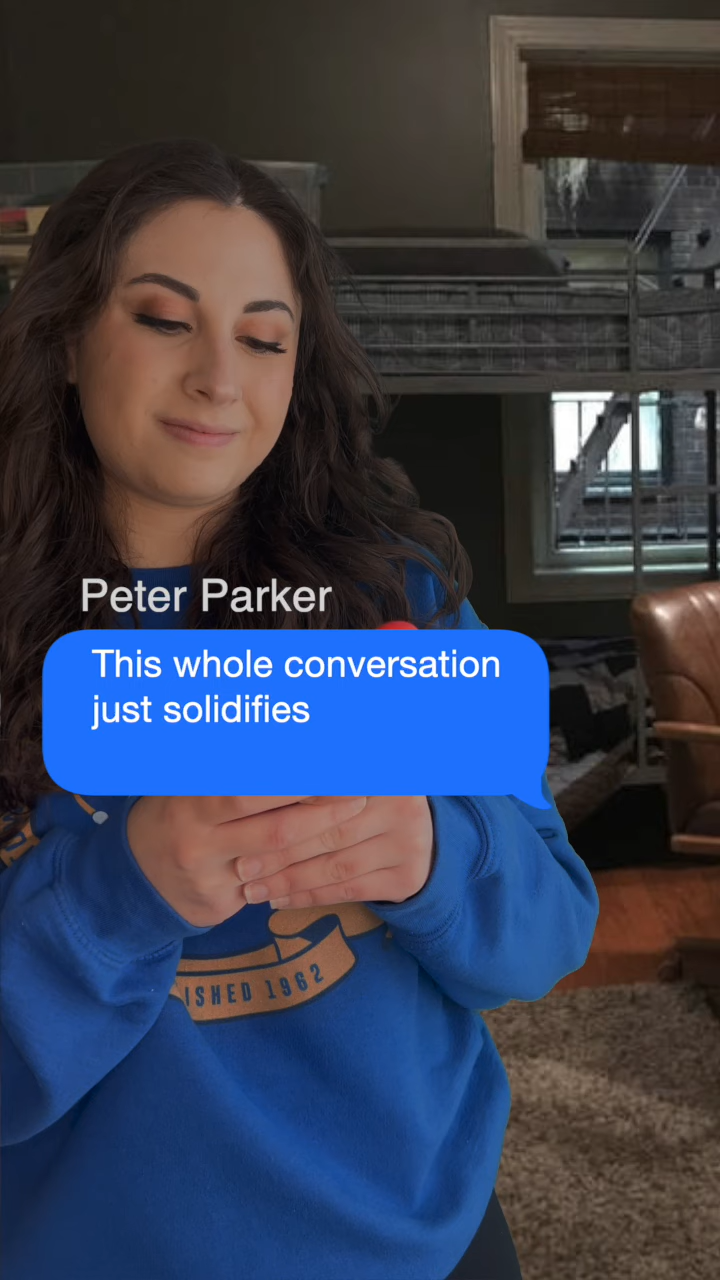 Peter Parker
This whole conversation
just solidifies
ISHED 1962